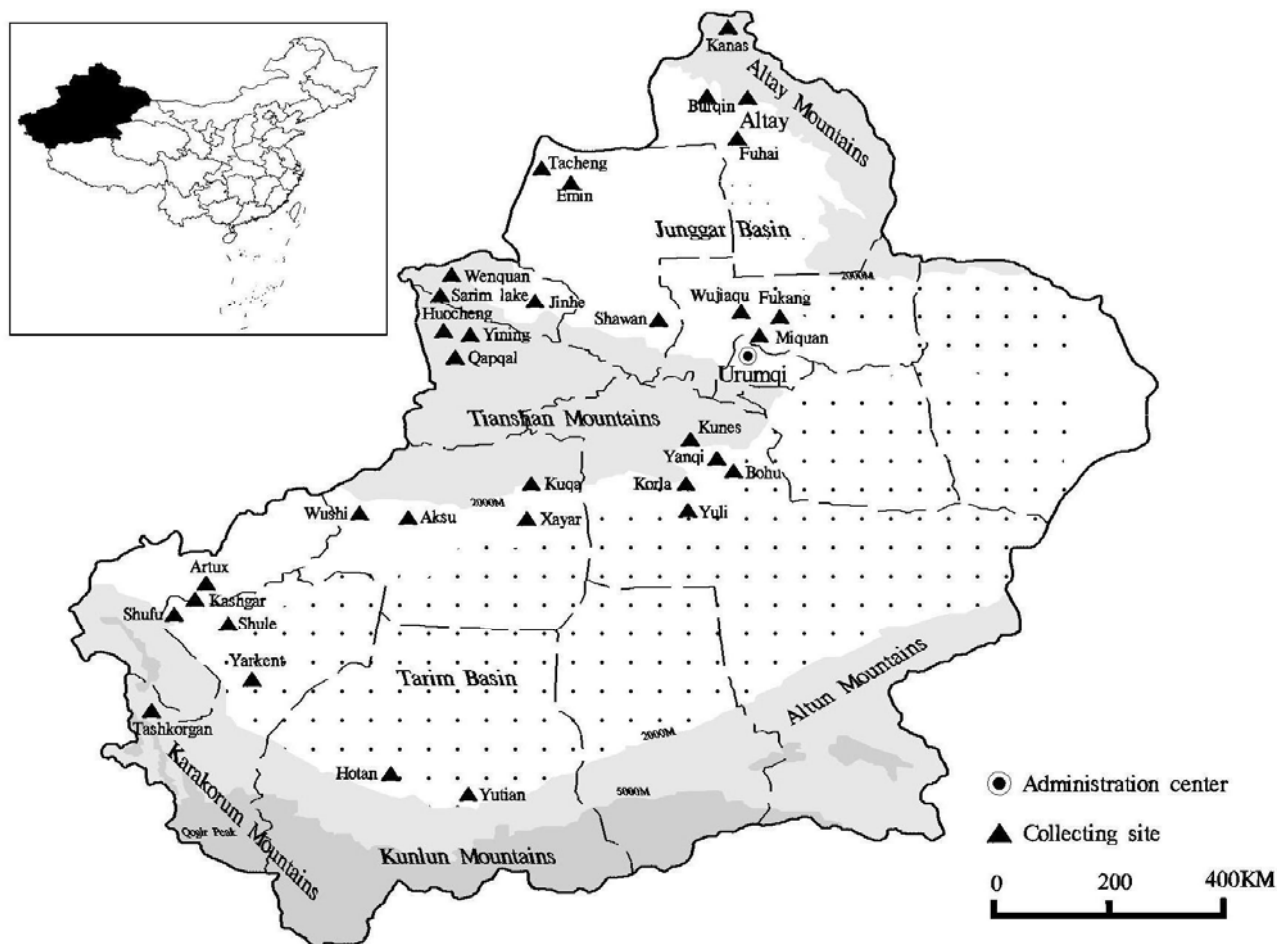 Kanas
Altay Mountains
Burqin
Altay
Fuhai
Tacheng
Emin
Junggar Basin
2000M
Wenquan
Sarim lake
Jinhe
Huocheng
Yining
Qapqal
Shawan
Wujiaqu
Fukang
Miquan
Urumqi
Tianshan Mountains
Kunes
Yanqi
Bohu
Kuqa
Korla
2000M
Wushi
Aksu
Xayar
Yuli
Artux
Kashgar
Shufu
Shule
Yarkent
Tarim Basin
Altun Mountains
Tashkorgan
2000M
Karakorum Mountains
Hotan
Yutian
5000M
Qogir Peak
Kunlun Mountains
Administration center
Collecting site
0 200 400KM